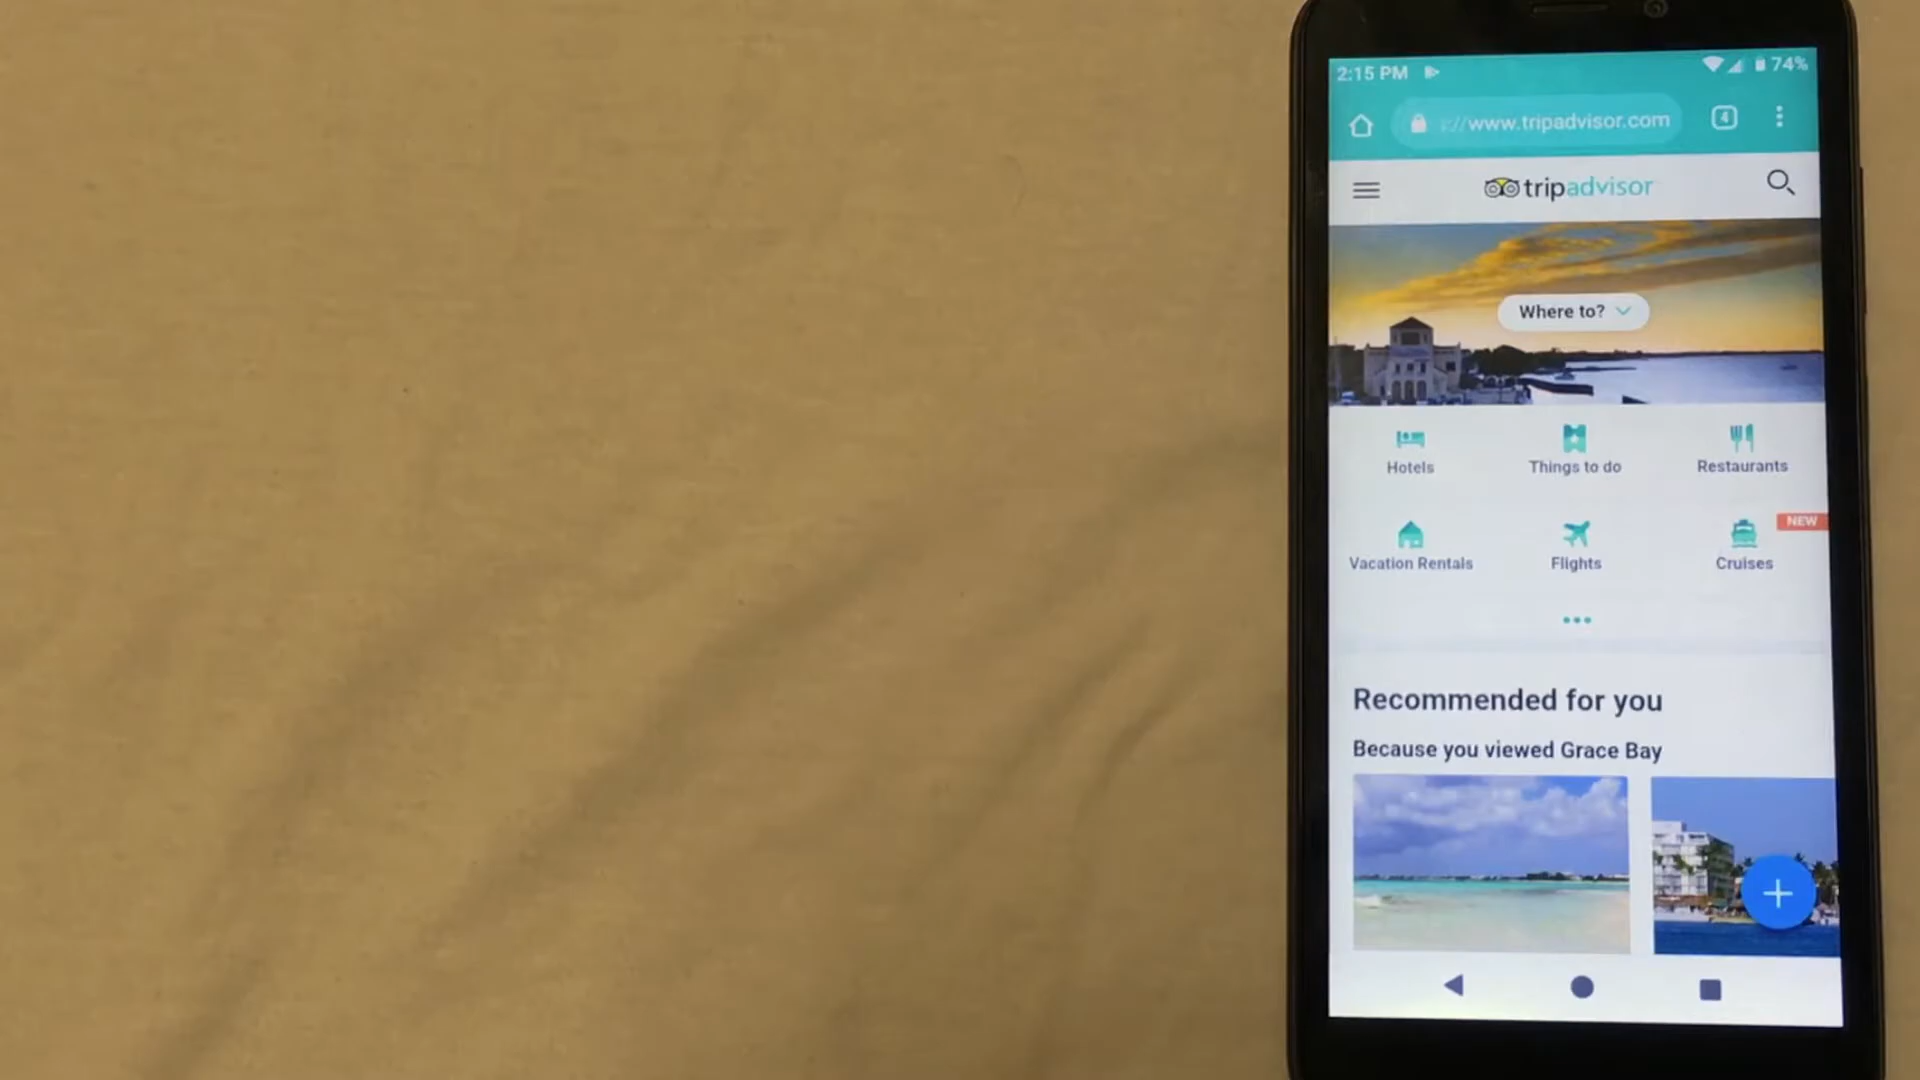 2:15 PM 74%
://www.tripadvisor.com 4
tripadvisor
Where to?
Hotels Things to do Restaurants
NEW
Vacation Rentals Flights Cruises
Recommended for you
Because you viewed Grace Bay